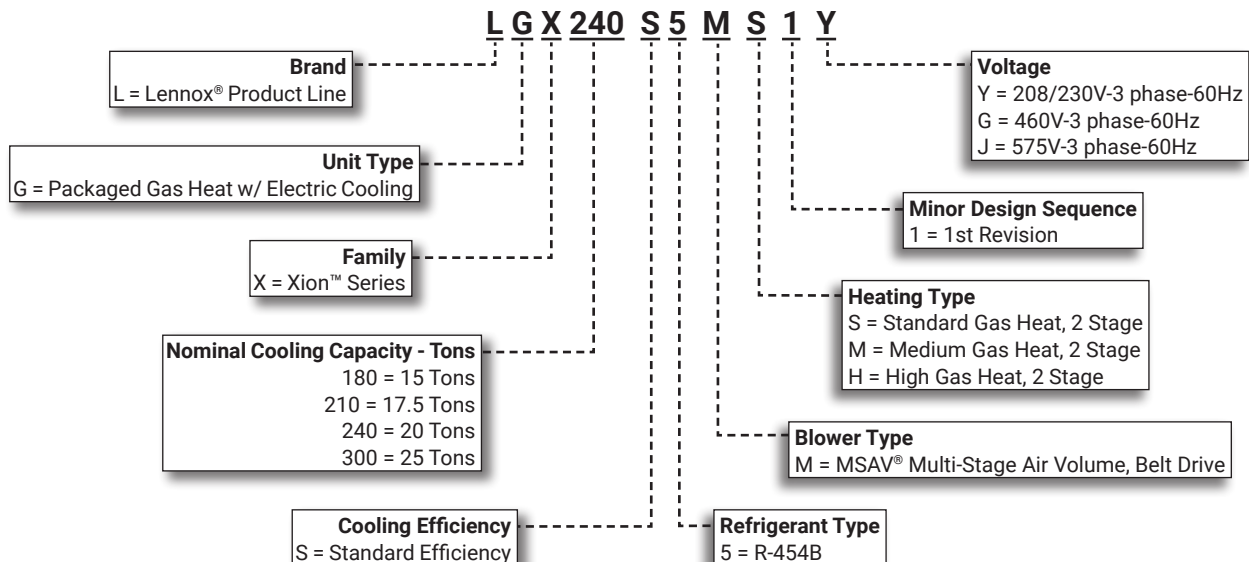 L G X 240 S 5 M S 1 Y
Brand
L = Lennox® Product Line
Unit Type
G = Packaged Gas Heat w/ Electric Cooling
Family
X = Xion™ Series
Nominal Cooling Capacity - Tons
180 = 15 Tons
210 = 17.5 Tons
240 = 20 Tons
300 = 25 Tons
Cooling Efficiency
S = Standard Efficiency
Voltage
Y = 208/230V-3 phase-60Hz
G = 460V-3 phase-60Hz
J = 575V-3 phase-60Hz
Minor Design Sequence
1 = 1st Revision
Heating Type
S = Standard Gas Heat, 2 Stage
M = Medium Gas Heat, 2 Stage
H = High Gas Heat, 2 Stage
Blower Type
M = MSAV® Multi-Stage Air Volume, Belt Drive
Refrigerant Type
5 = R-454B